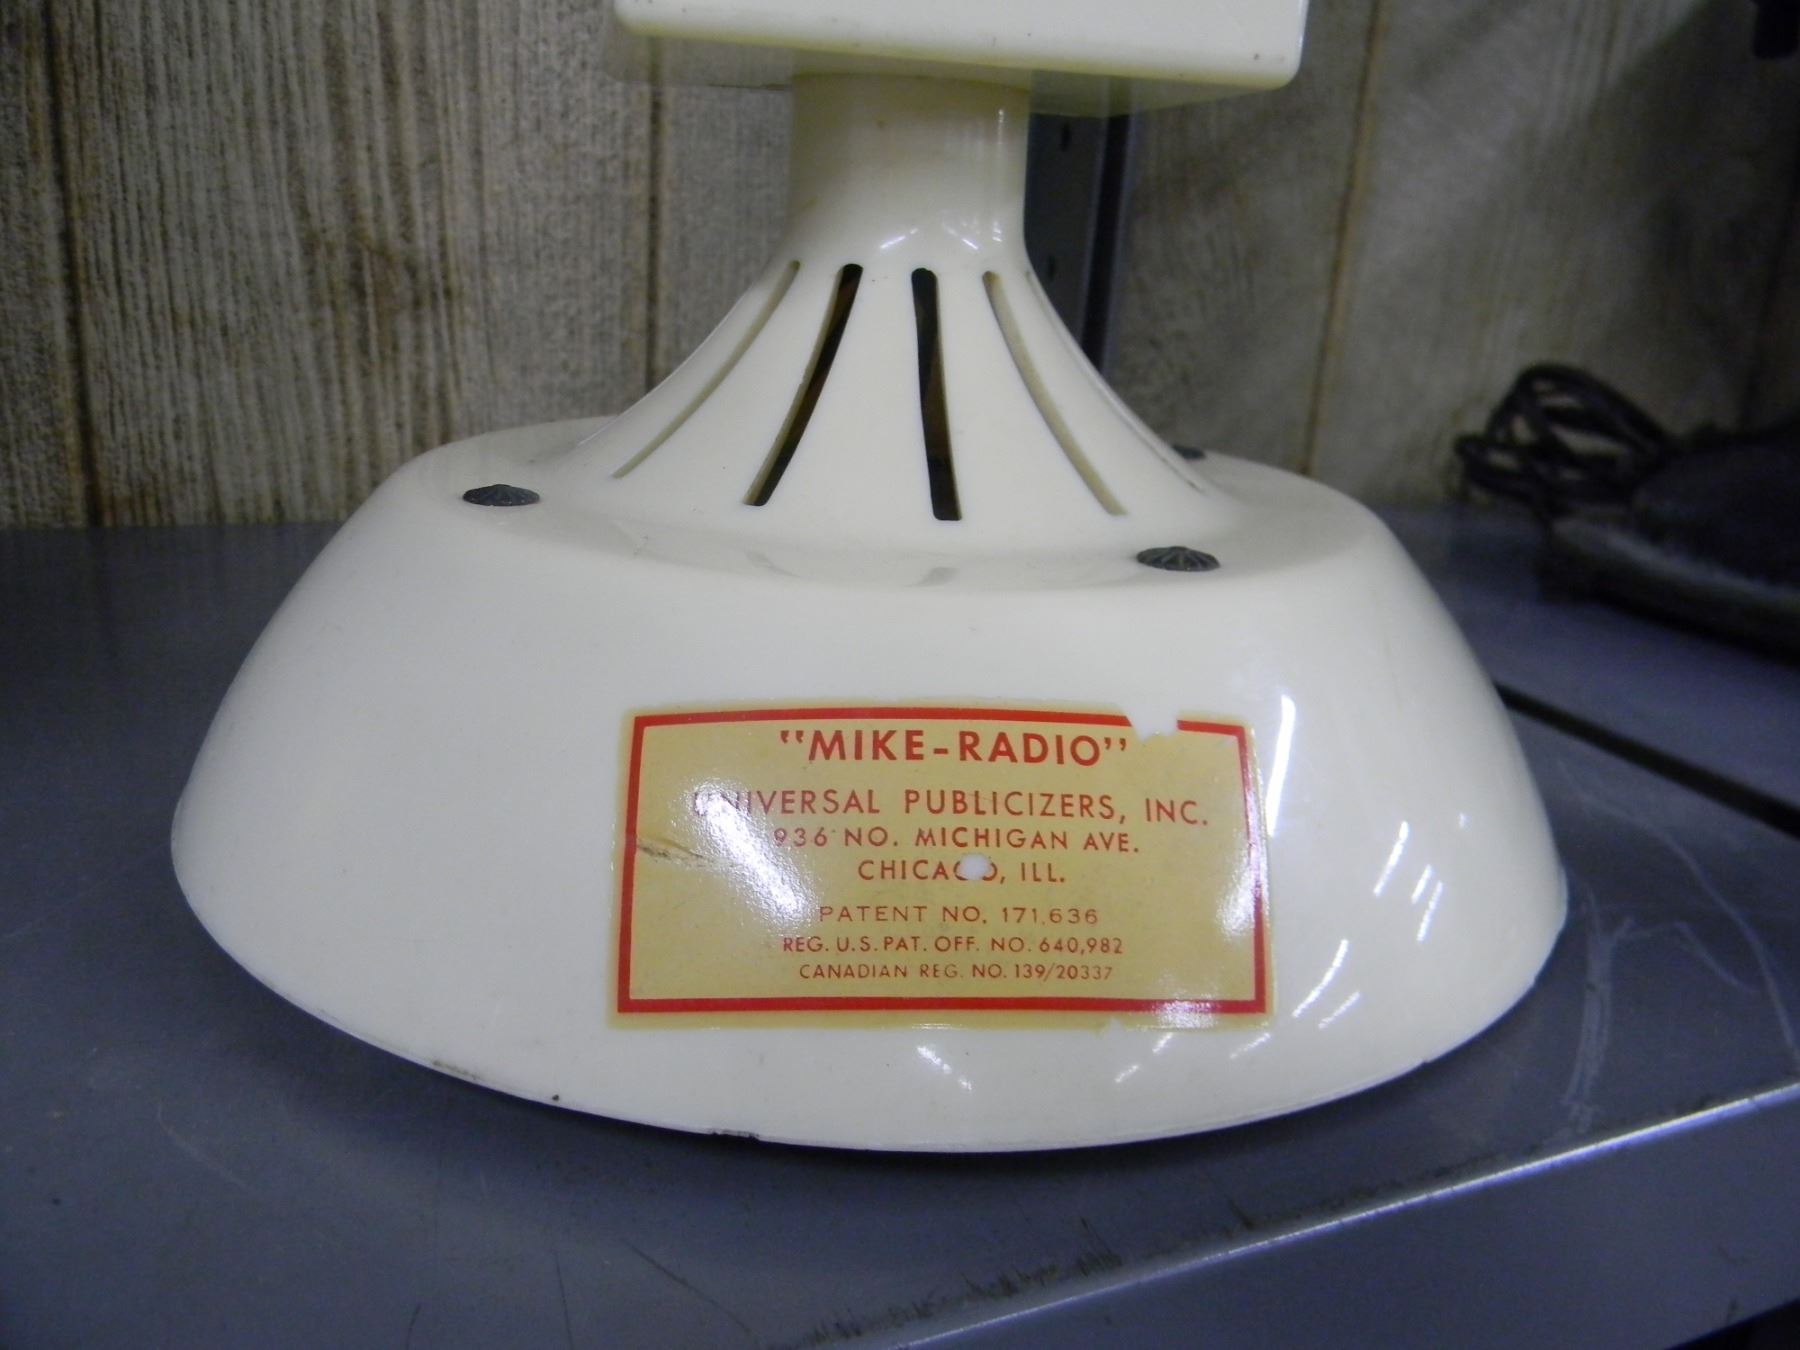 "MIKE-RADIO"
UNIVERSAL PUBLICIZERS, INC.
936 NO. MICHIGAN AVE.
CHICAGO, ILL.
PATENT NO. 171,636
REG. U.S. PAT. OFF. NO. 640,982
CANADIAN REG. NO. 139/20337